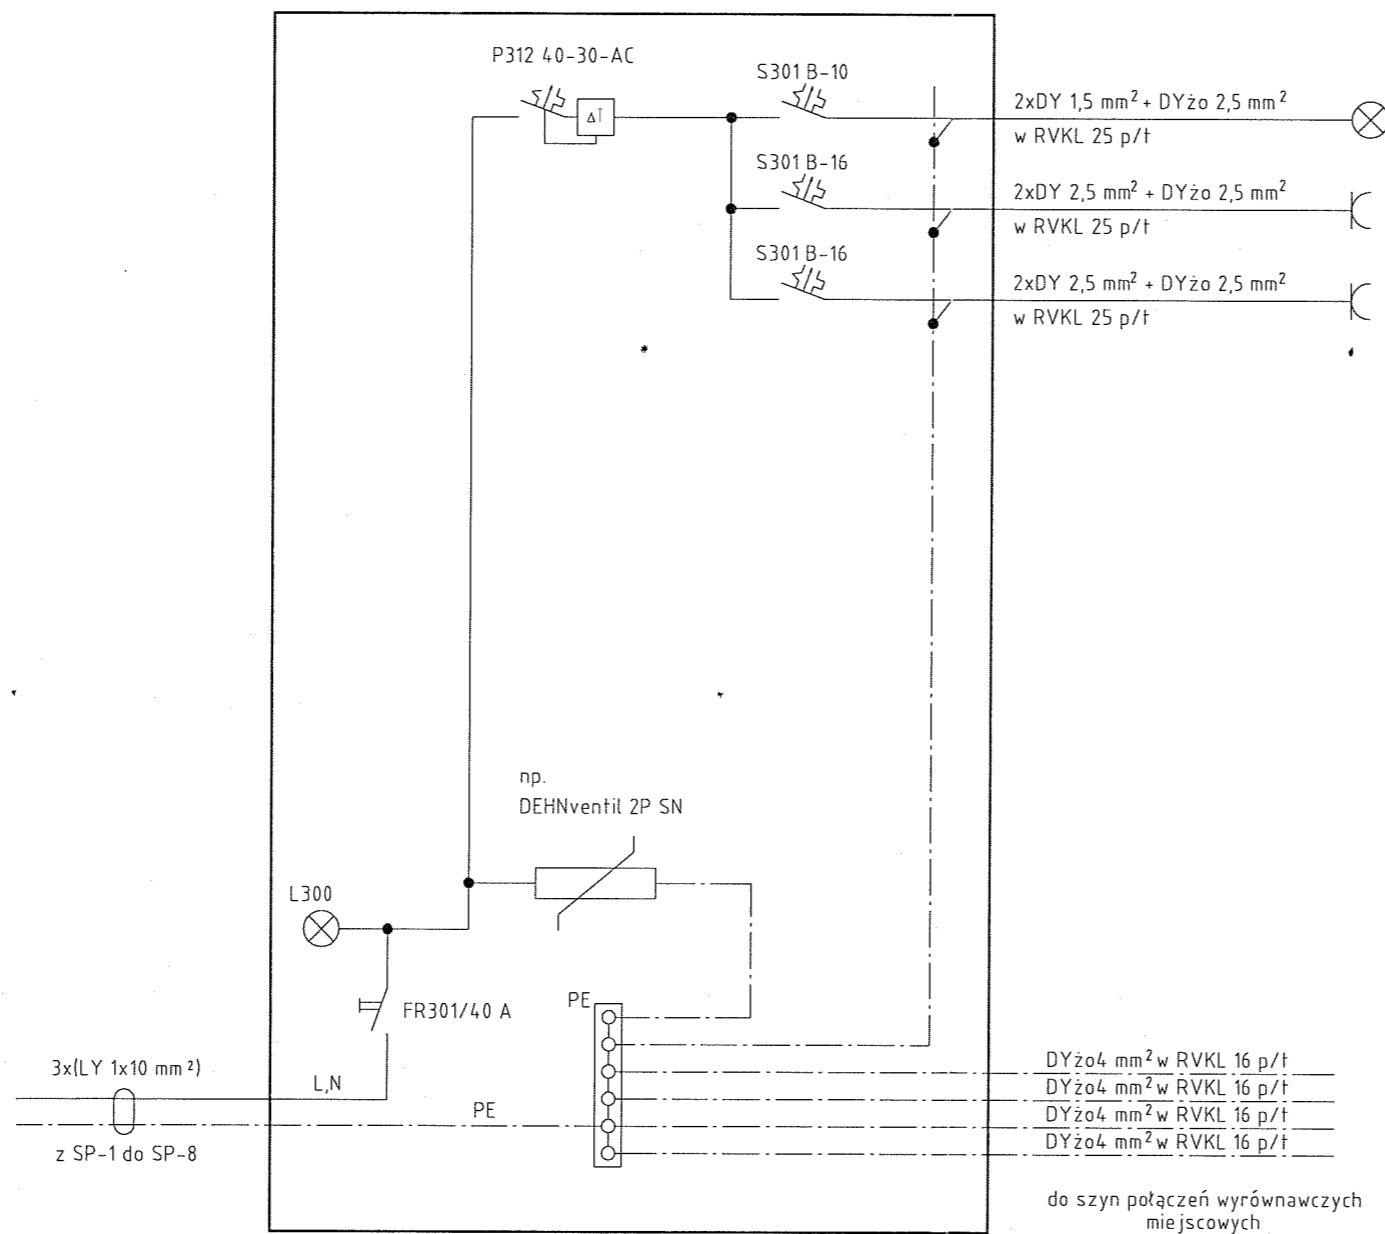 P312 40-30-AC
ΔT
S301 B-10
2xDY 1,5 mm² + DYżo 2,5 mm²
w RVKL 25 p/t
S301 B-16
2xDY 2,5 mm² + DYżo 2,5 mm²
w RVKL 25 p/t
S301 B-16
2xDY 2,5 mm² + DYżo 2,5 mm²
w RVKL 25 p/t
np.
DEHNventil 2P SN
L300
FR301/40 A
PE
3x(LY 1x10 mm²)
L,N
PE
z SP-1 do SP-8
DYżo4 mm² w RVKL 16 p/t
DYżo4 mm² w RVKL 16 p/t
DYżo4 mm² w RVKL 16 p/t
DYżo4 mm² w RVKL 16 p/t
do szyn połączeń wyrównawczych
miejscowych